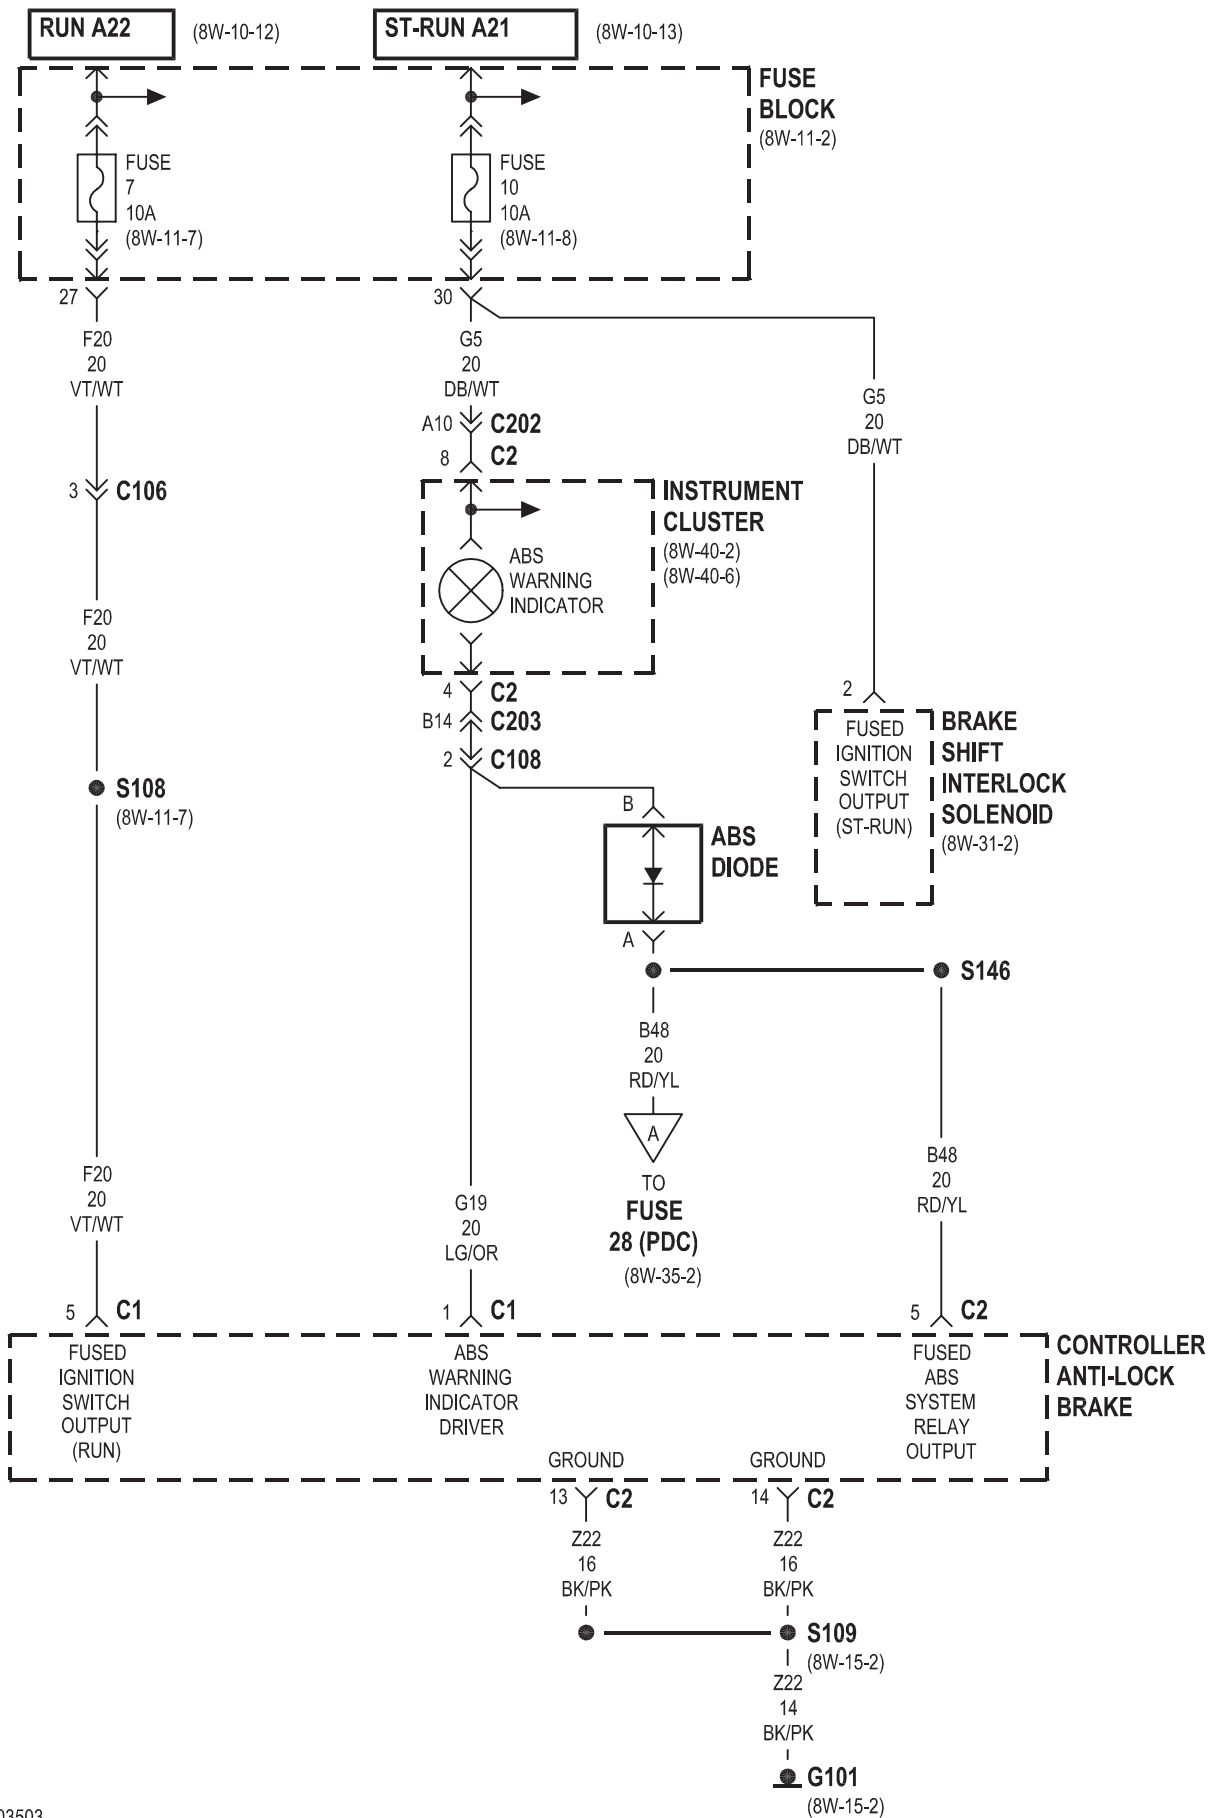 RUN A22
(8W-10-12)
ST-RUN A21
(8W-10-13)
FUSE
BLOCK
(8W-11-2)
FUSE
7
10A
(8W-11-7)
FUSE
10
10A
(8W-11-8)
27
F20
20
VT/WT
30
G5
20
DB/WT
G5
20
DB/WT
A10 C202
8 C2
3 C106
INSTRUMENT
CLUSTER
(8W-40-2)
(8W-40-6)
ABS
WARNING
INDICATOR
F20
20
VT/WT
4 C2
B14 C203
2 C108
2
FUSED
IGNITION
SWITCH
OUTPUT
(ST-RUN)
BRAKE
SHIFT
INTERLOCK
SOLENOID
(8W-31-2)
S108
(8W-11-7)
B
ABS
DIODE
A
S146
B48
20
RD/YL
A
TO
FUSE
28 (PDC)
(8W-35-2)
B48
20
RD/YL
F20
20
VT/WT
G19
20
LG/OR
5 C1
1 C1
5 C2
FUSED
IGNITION
SWITCH
OUTPUT
(RUN)
ABS
WARNING
INDICATOR
DRIVER
FUSED
ABS
SYSTEM
RELAY
OUTPUT
CONTROLLER
ANTI-LOCK
BRAKE
GROUND
GROUND
13 C2
14 C2
Z22
16
BK/PK
Z22
16
BK/PK
S109
(8W-15-2)
Z22
14
BK/PK
G101
(8W-15-2)